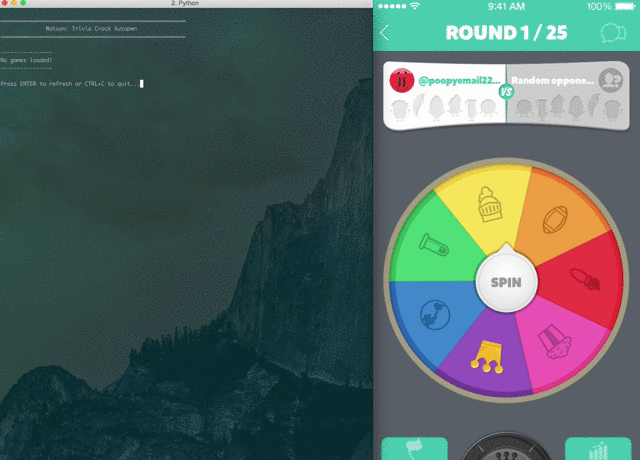 2. Python
Watson: Trivia Crack Autopwn
No games loaded!
Press ENTER to refresh or CTRL+C to quit...
9:41 AM
100%
ROUND 1 / 25
@poopyemail22...
VS
Random oppone...
SPIN